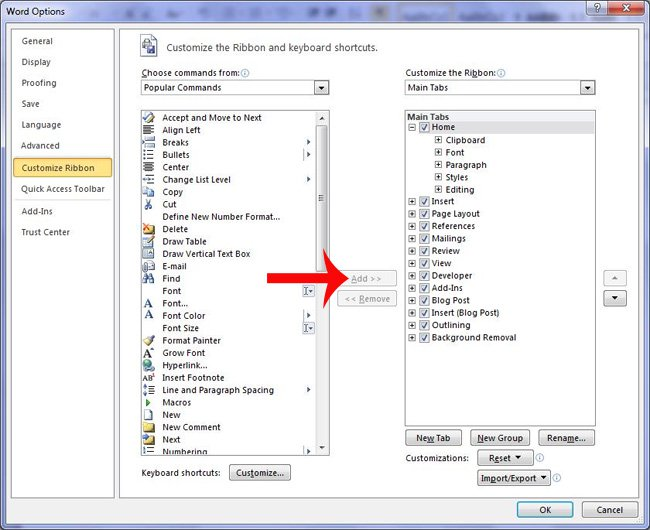 Word Options
General
Display
Proofing
Save
Language
Advanced
Customize Ribbon
Quick Access Toolbar
Add-Ins
Trust Center
Customize the Ribbon and keyboard shortcuts.
Choose commands from:
Popular Commands
Accept and Move to Next
Align Left
Breaks
Bullets
Center
Change List Level
Copy
Cut
Define New Number Format...
Delete
Draw Table
Draw Vertical Text Box
E-mail
Find
Font
Font...
Font Color
Font Size
Format Painter
Grow Font
Hyperlink...
Insert Footnote
Line and Paragraph Spacing
Macros
New
New Comment
Next
Numbering
Keyboard shortcuts: Customize...
Add >>
<< Remove
Customize the Ribbon:
Main Tabs
Main Tabs
Home
Clipboard
Font
Paragraph
Styles
Editing
Insert
Page Layout
References
Mailings
Review
View
Developer
Add-Ins
Blog Post
Insert (Blog Post)
Outlining
Background Removal
New Tab New Group Rename...
Customizations: Reset
Import/Export
OK Cancel